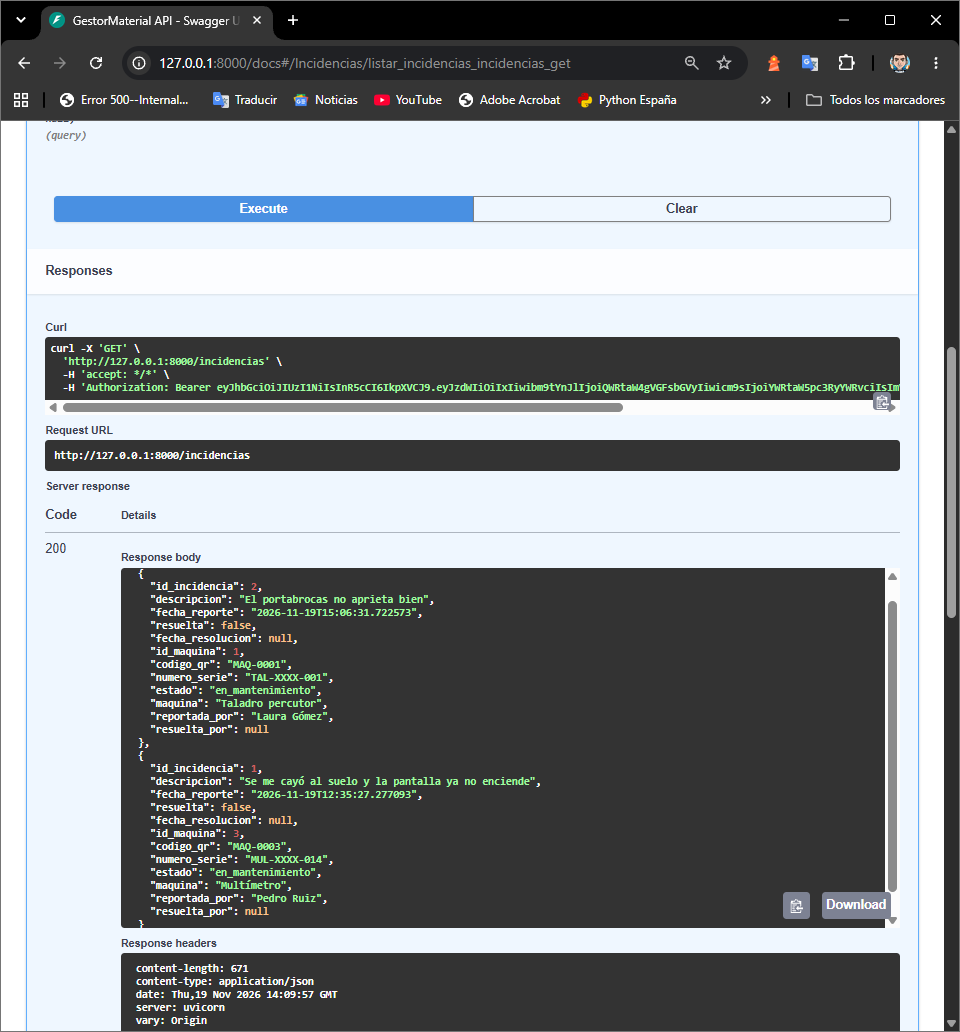 GestorMaterial API - Swagger U
127.0.0.1:8000/docs#/Incidencias/listar_incidencias_incidencias_get
Error 500--Internal...
Traducir
Noticias
YouTube
Adobe Acrobat
Python España
»
Todos los marcadores
(query)
Execute
Clear
Responses
Curl
curl -X 'GET' \
'http://127.0.0.1:8000/incidencias' \
-H 'accept: */*' \
-H 'Authorization: Bearer eyJhbGciOiJIUzI1NiIsInR5cCI6IkpXVCJ9.eyJzdWIiOiIxIiwibm9tYnJlIjoiQWRtaW4gVGFsbGVyIiwicm9sIjoiYWRtaW5pc3RyYWRvciIsIm
Request URL
http://127.0.0.1:8000/incidencias
Server response
Code
Details
200
Response body
{
"id_incidencia": 2,
"descripcion": "El portabrocas no aprieta bien",
"fecha_reporte": "2026-11-19T15:06:31.722573",
"resuelta": false,
"fecha_resolucion": null,
"id_maquina": 1,
"codigo_qr": "MAQ-0001",
"numero_serie": "TAL-XXXX-001",
"estado": "en_mantenimiento",
"maquina": "Taladro percutor",
"reportada_por": "Laura Gómez",
"resuelta_por": null
},
{
"id_incidencia": 1,
"descripcion": "Se me cayó al suelo y la pantalla ya no enciende",
"fecha_reporte": "2026-11-19T12:35:27.277093",
"resuelta": false,
"fecha_resolucion": null,
"id_maquina": 3,
"codigo_qr": "MAQ-0003",
"numero_serie": "MUL-XXXX-014",
"estado": "en_mantenimiento",
"maquina": "Multímetro",
"reportada_por": "Pedro Ruiz",
"resuelta_por": null
}
Download
Response headers
content-length: 671
content-type: application/json
date: Thu,19 Nov 2026 14:09:57 GMT
server: uvicorn
vary: Origin